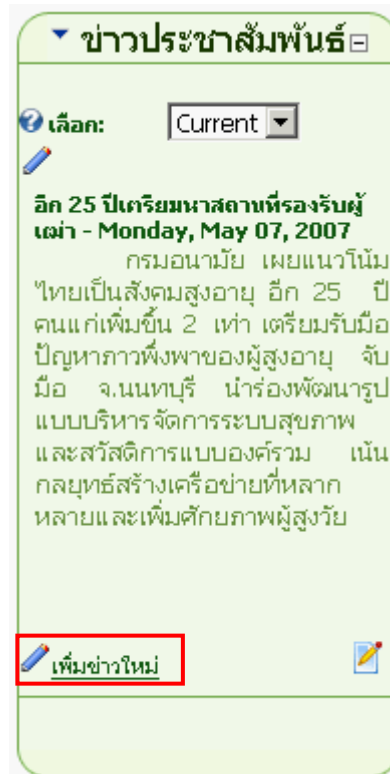 ข่าวประชาสัมพันธ์
เลือก: Current
อีก 25 ปีเตรียมหาสถานที่รองรับผู้
เฒ่า - Monday, May 07, 2007
กรมอนามัย เผยแนวโน้ม
ไทยเป็นสังคมสูงอายุ อีก 25 ปี
คนแก่เพิ่มขึ้น 2 เท่า เตรียมรับมือ
ปัญหาภาวพึ่งพาของผู้สูงอายุ จับ
มือ จ.นนทบุรี นำร่องพัฒนารูป
แบบบริหารจัดการระบบสุขภาพ
และสวัสดิการแบบองค์รวม เน้น
กลยุทธ์สร้างเครือข่ายที่หลาก
หลายและเพิ่มศักยภาพผู้สูงวัย
เพิ่มข่าวใหม่